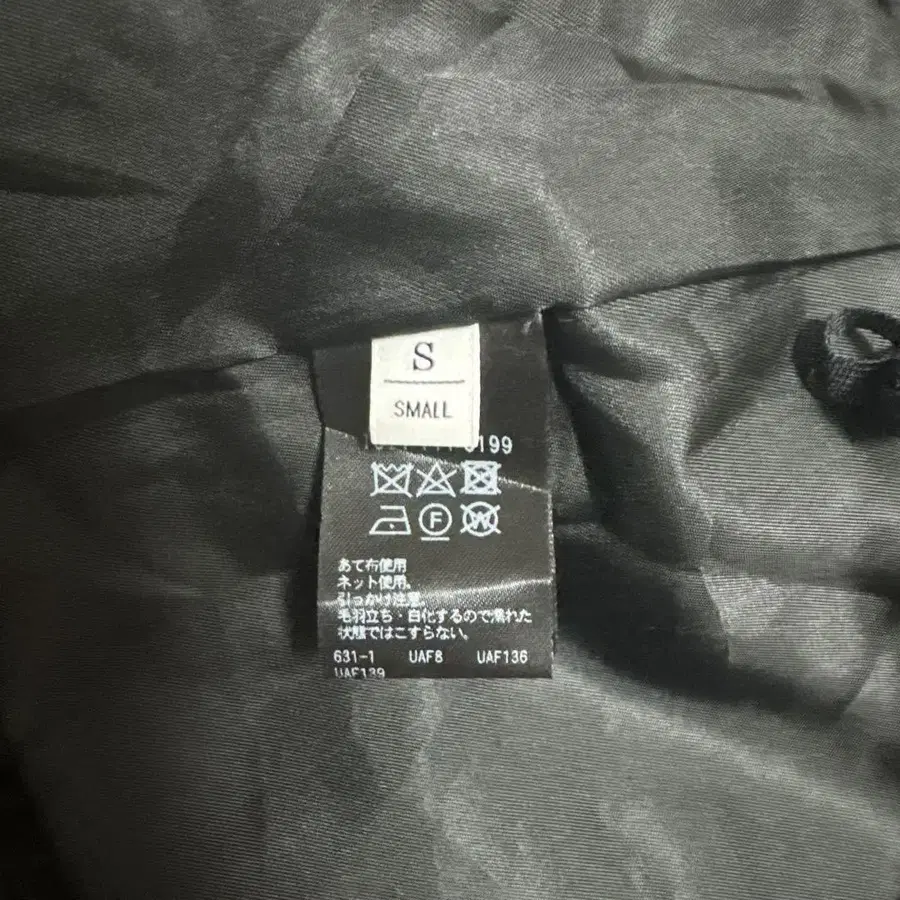 S
SMALL
199
F
W
あて布使用
ネット使用。
引っかけ注意。
毛羽立ち・白化するので濡れた
状態ではこすらない。
631-1 UAF8 UAF136
UAF139